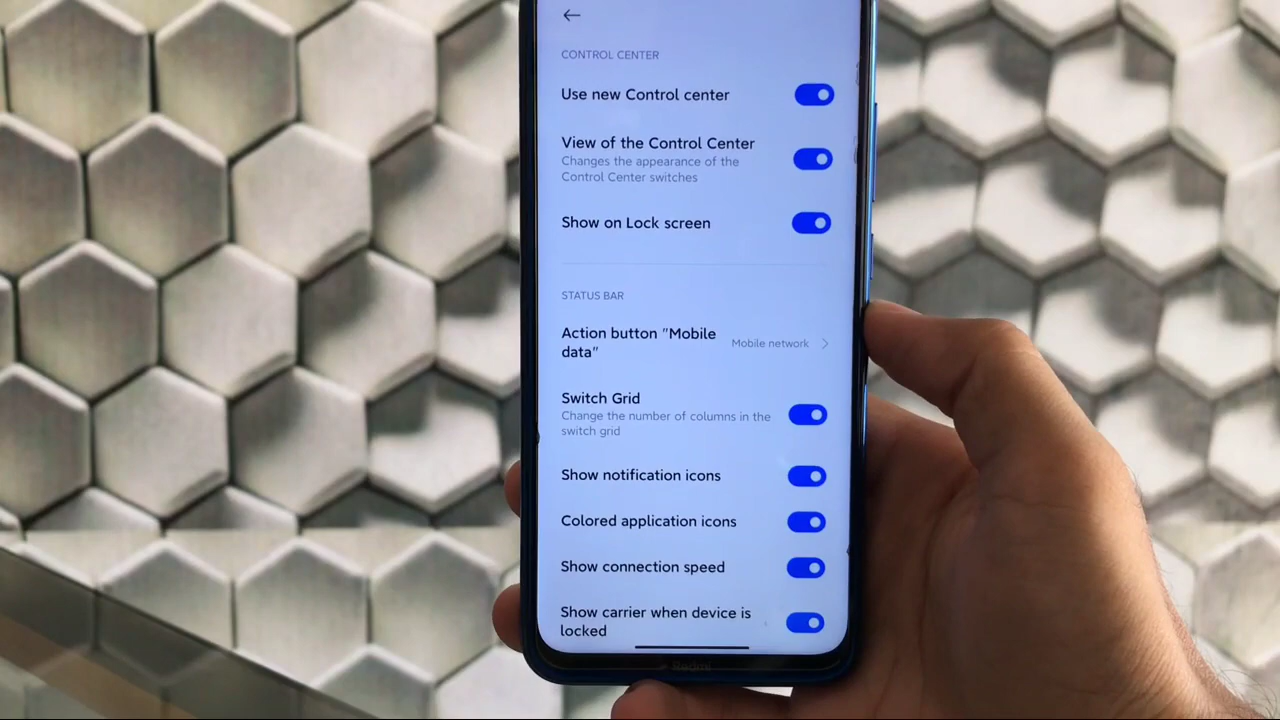 CONTROL CENTER
Use new Control center
View of the Control Center
Changes the appearance of the
Control Center switches
Show on Lock screen
STATUS BAR
Action button "Mobile
data"
Mobile network
Switch Grid
Change the number of columns in the
switch grid
Show notification icons
Colored application icons
Show connection speed
Show carrier when device is
locked
Redmi